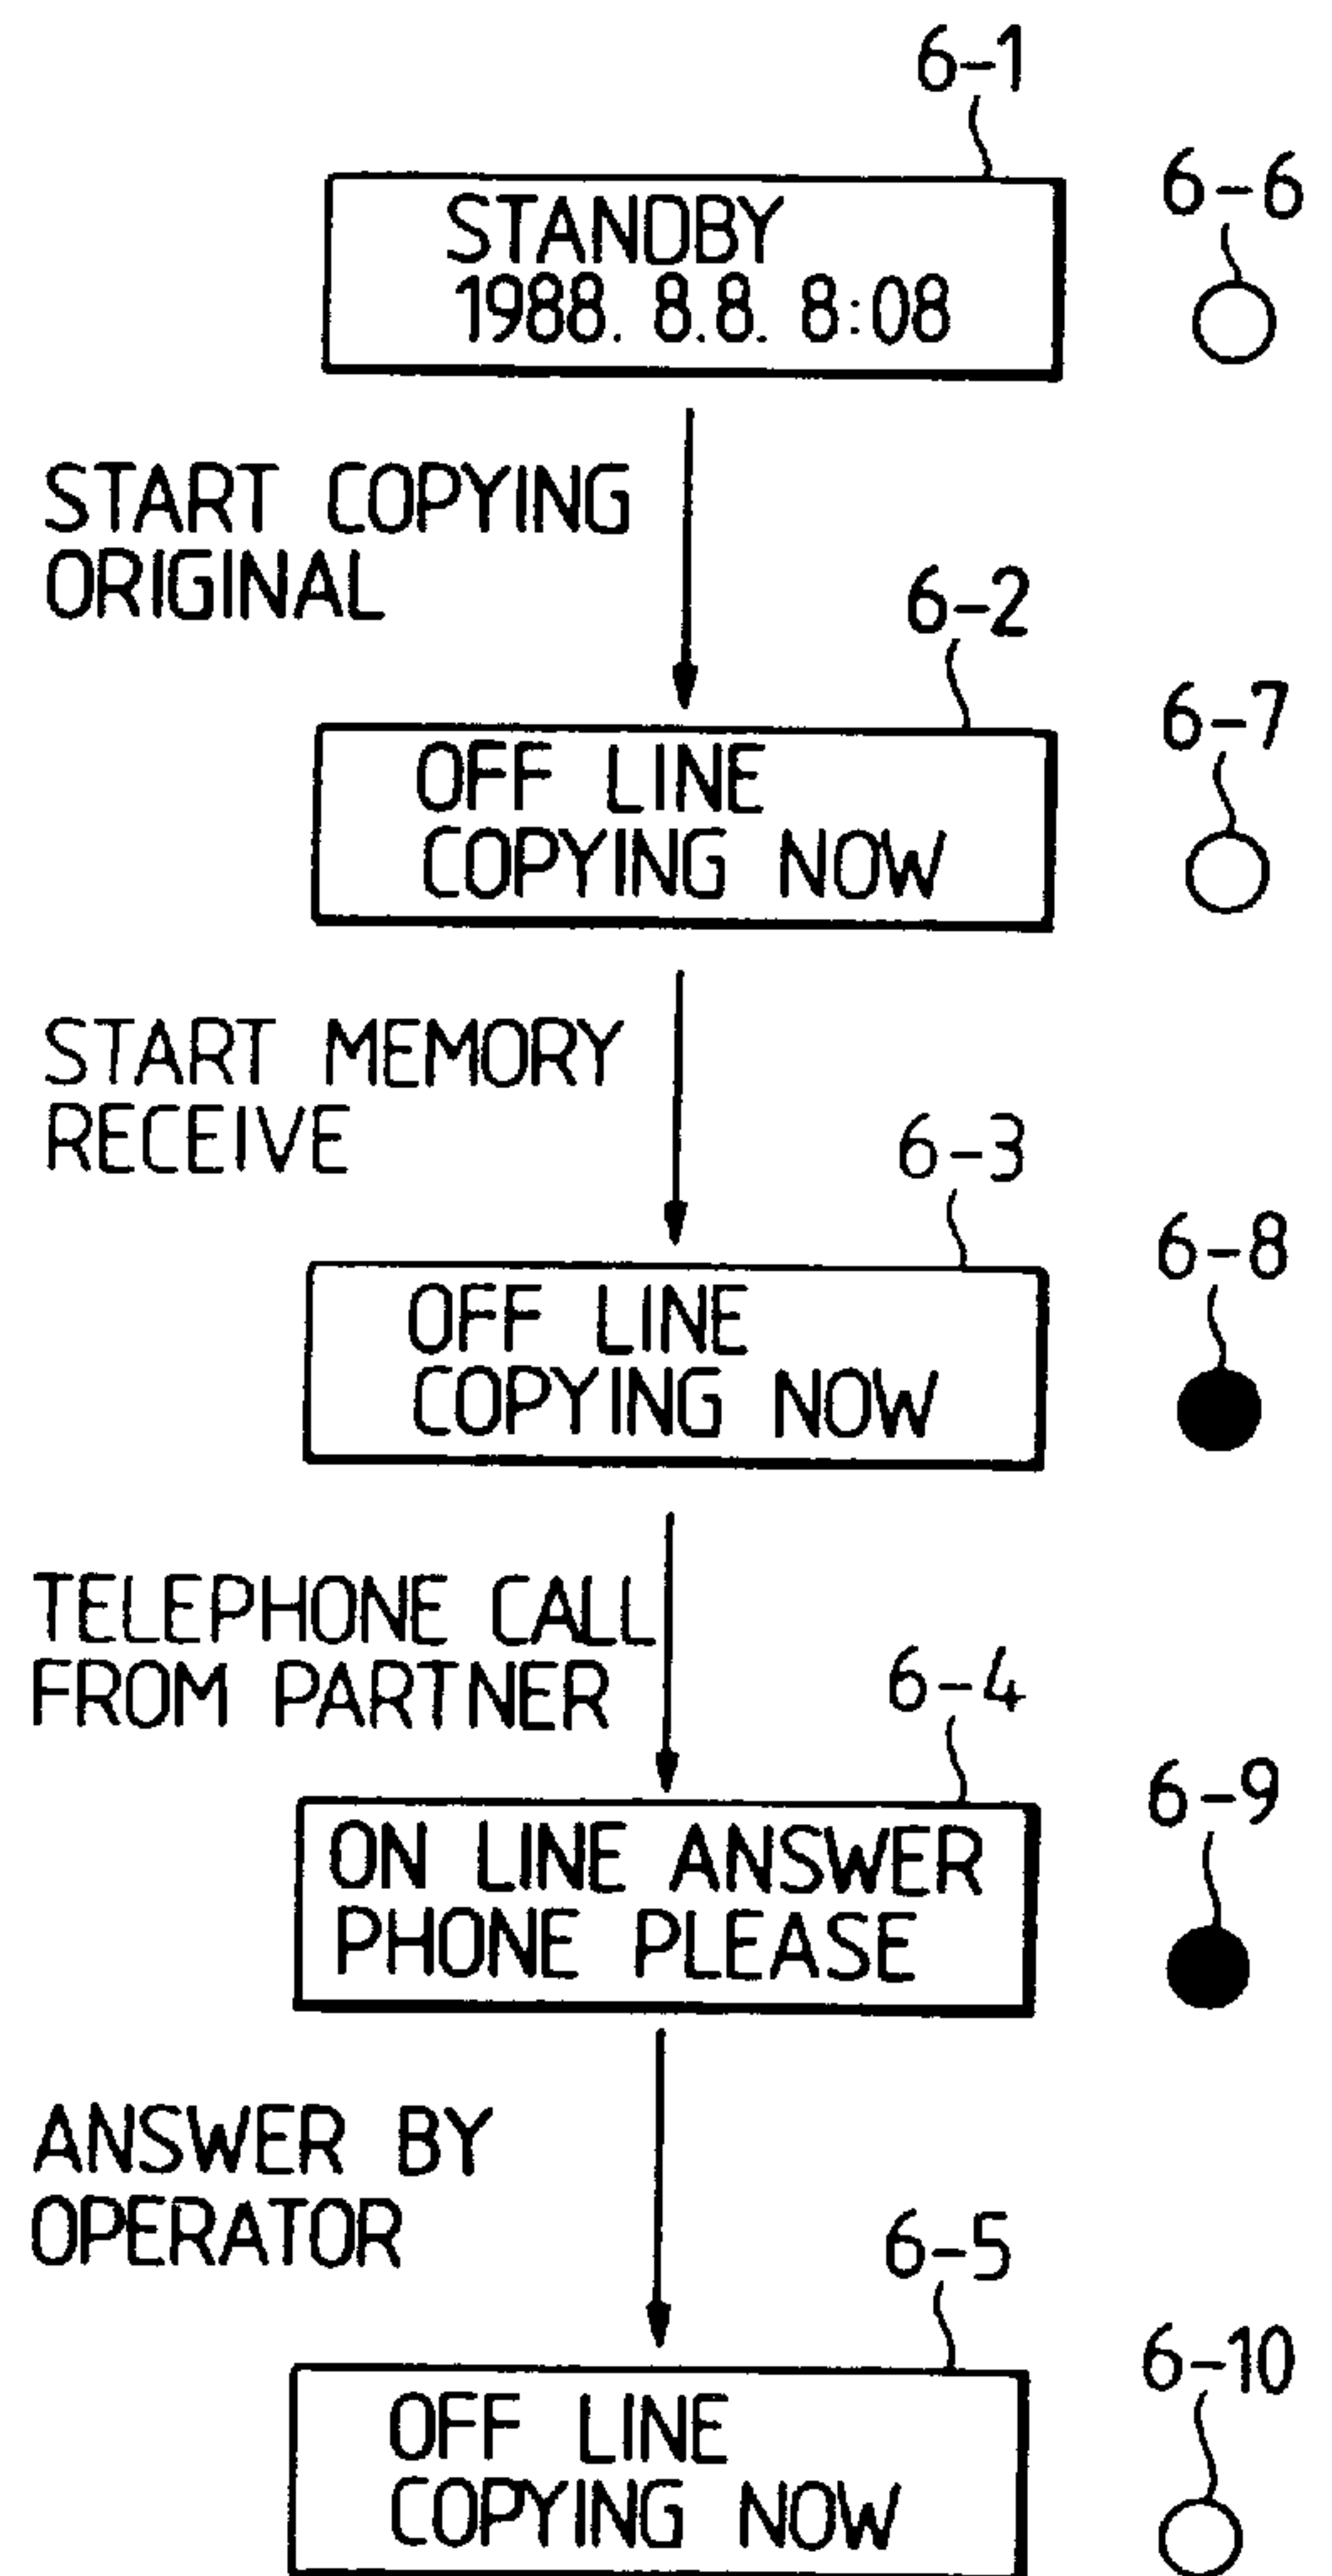 6-1
6-6
STANDBY
1988. 8.8. 8:08
START COPYING
ORIGINAL
6-2
6-7
OFF LINE
COPYING NOW
START MEMORY
RECEIVE
6-3
6-8
OFF LINE
COPYING NOW
TELEPHONE CALL
FROM PARTNER
6-4
6-9
ON LINE ANSWER
PHONE PLEASE
ANSWER BY
OPERATOR
6-5
6-10
OFF LINE
COPYING NOW